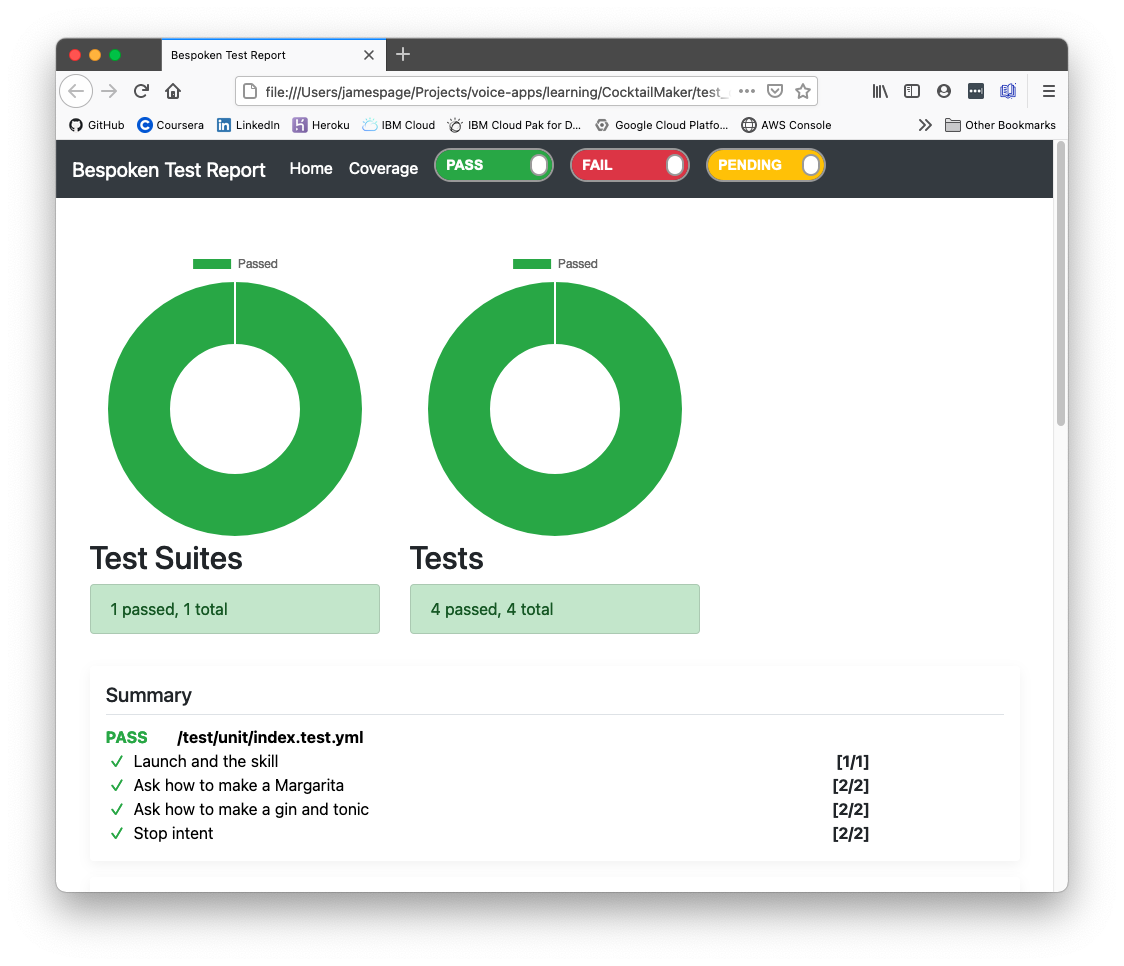 Bespoken Test Report
file:///Users/jamespage/Projects/voice-apps/learning/CocktailMaker/test_
GitHub Coursera LinkedIn Heroku IBM Cloud IBM Cloud Pak for D... Google Cloud Platfo... AWS Console Other Bookmarks
Bespoken Test Report Home Coverage PASS FAIL PENDING
Passed Passed
Test Suites Tests
1 passed, 1 total 4 passed, 4 total
Summary
PASS /test/unit/index.test.yml
Launch and the skill [1/1]
Ask how to make a Margarita [2/2]
Ask how to make a gin and tonic [2/2]
Stop intent [2/2]